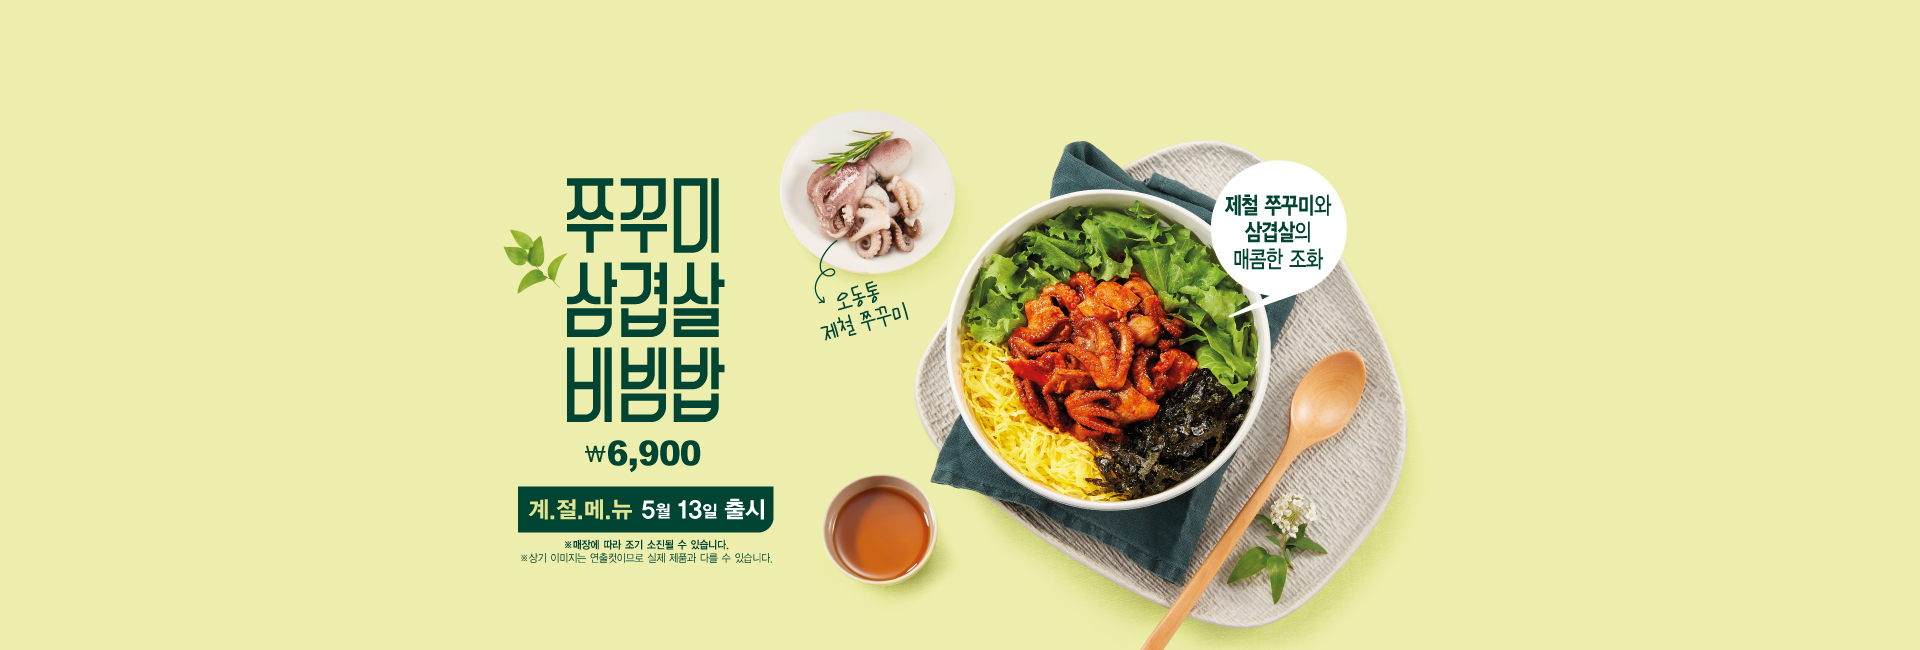 쭈꾸미
삼겹살
비빔밥
₩6,900
계.절.메.뉴 5월 13일 출시
※매장에 따라 조기 소진될 수 있습니다.
※상기 이미지는 연출컷이므로 실제 제품과 다를 수 있습니다.
오동통
제철 쭈꾸미
제철 쭈꾸미와
삼겹살의
매콤한 조화